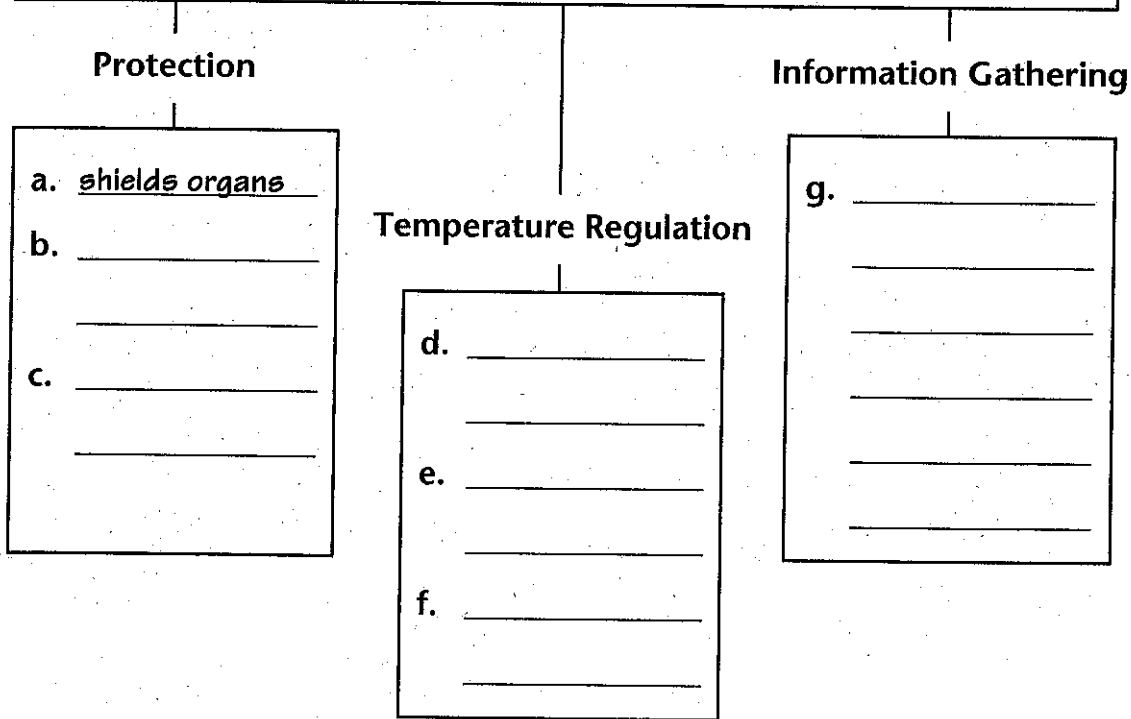 Protection
a. shields organs
b.
c.
Temperature Regulation
d.
e.
f.
Information Gathering
g.